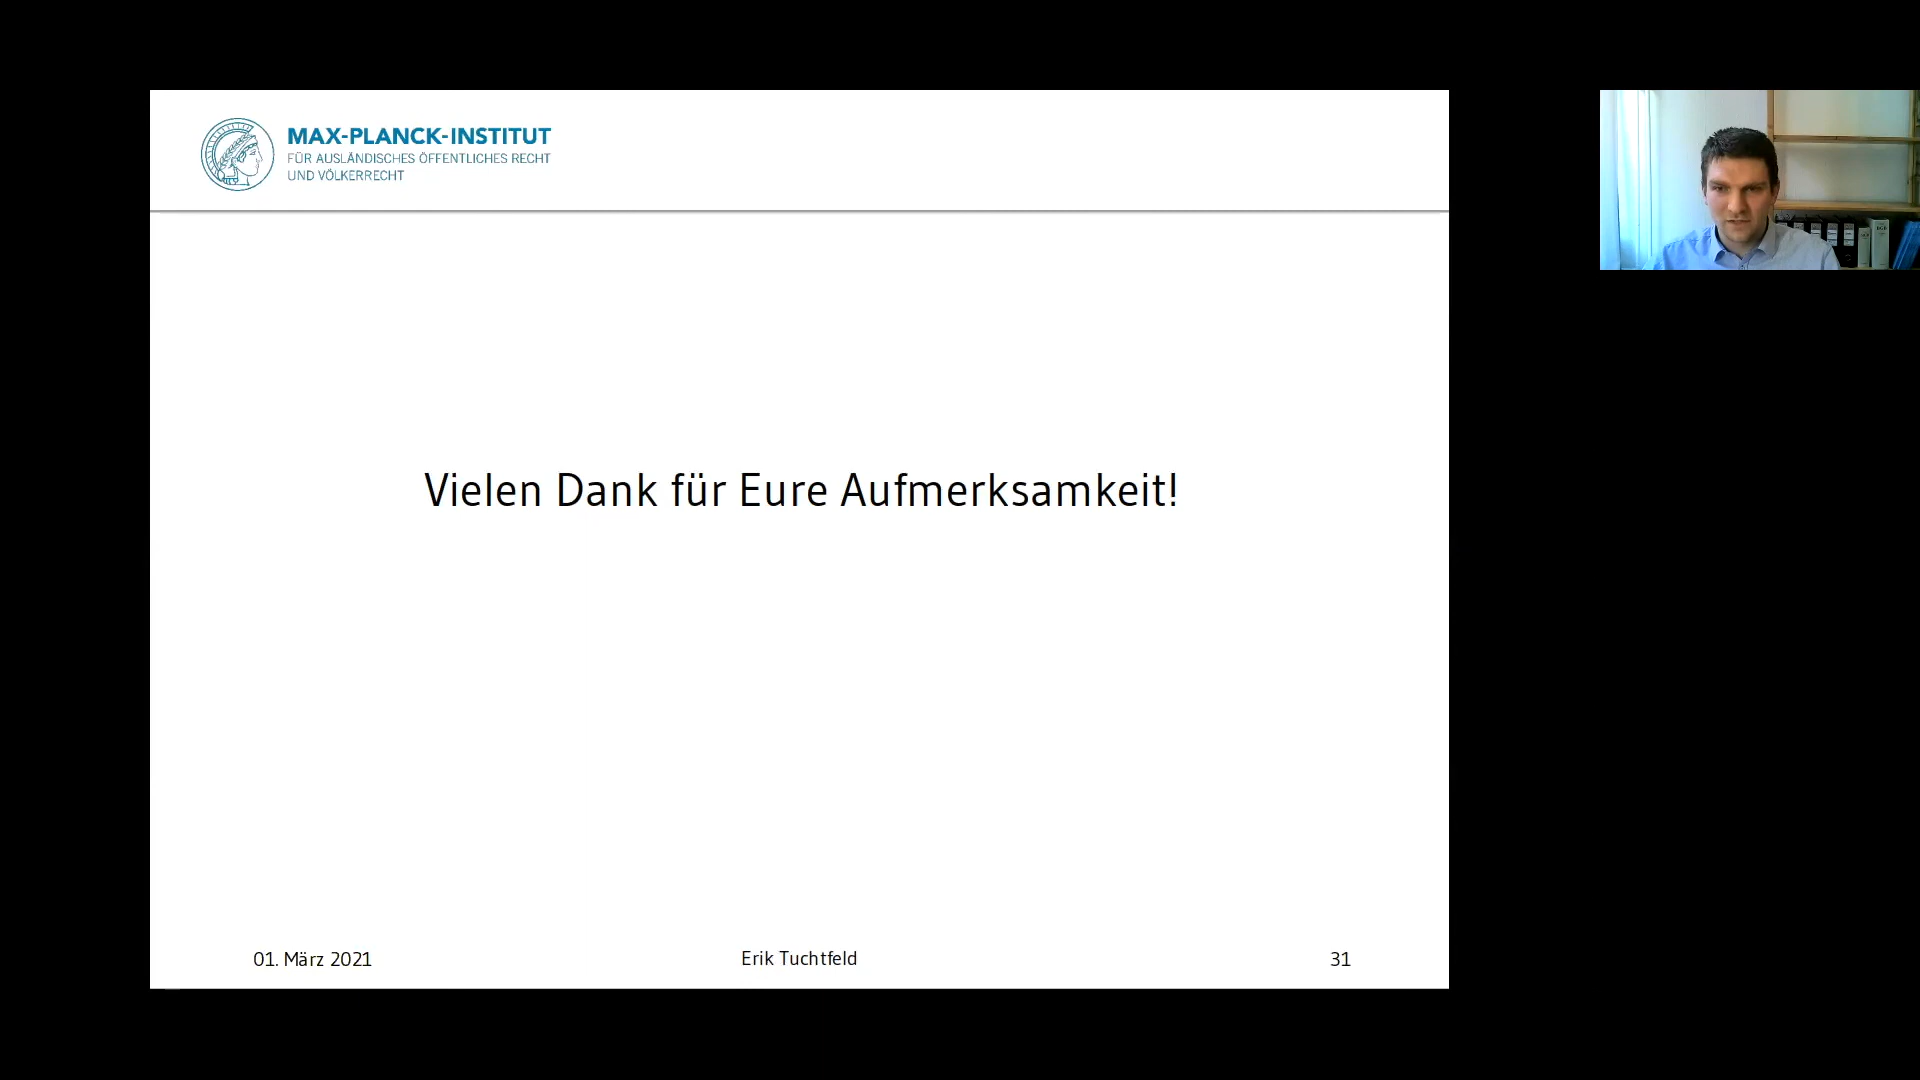 MAX-PLANCK-INSTITUT
FÜR AUSLÄNDISCHES ÖFFENTLICHES RECHT
UND VÖLKERRECHT
Vielen Dank für Eure Aufmerksamkeit!
01. März 2021
Erik Tuchtfeld
31